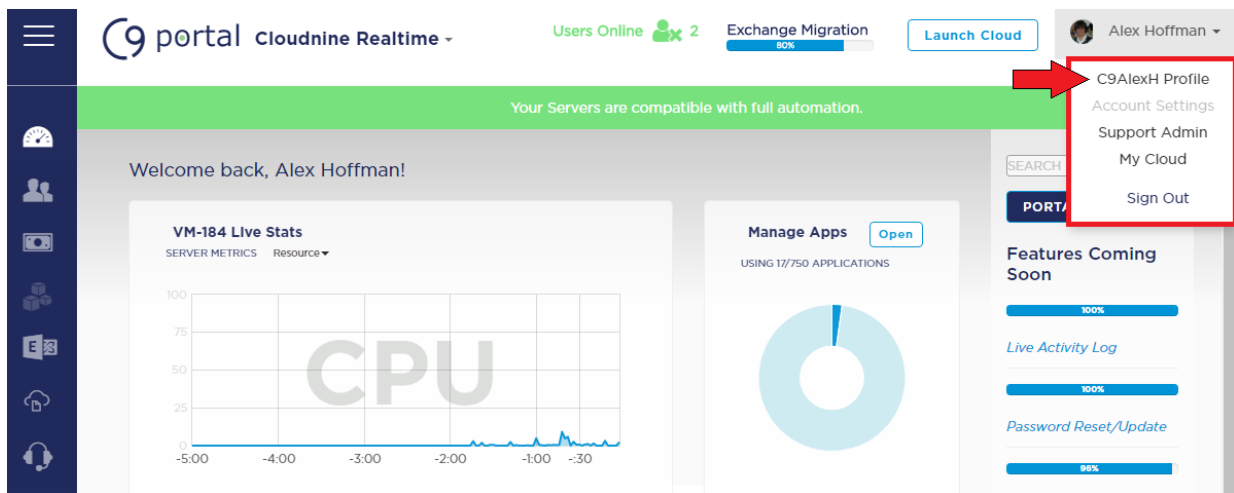 C9 portal Cloudnine Realtime
Users Online 2
Exchange Migration
80%
Launch Cloud
Alex Hoffman
C9AlexH Profile
Account Settings
Support Admin
My Cloud
Sign Out
Your Servers are compatible with full automation.
Welcome back, Alex Hoffman!
SEARCH
VM-184 Live Stats
SERVER METRICS Resource
100
75
50
25
0
CPU
-5:00 -4:00 -3:00 -2:00 -1:00 -:30
Manage Apps Open
USING 17/750 APPLICATIONS
Features Coming
Soon
100%
Live Activity Log
100%
Password Reset/Update
96%
E